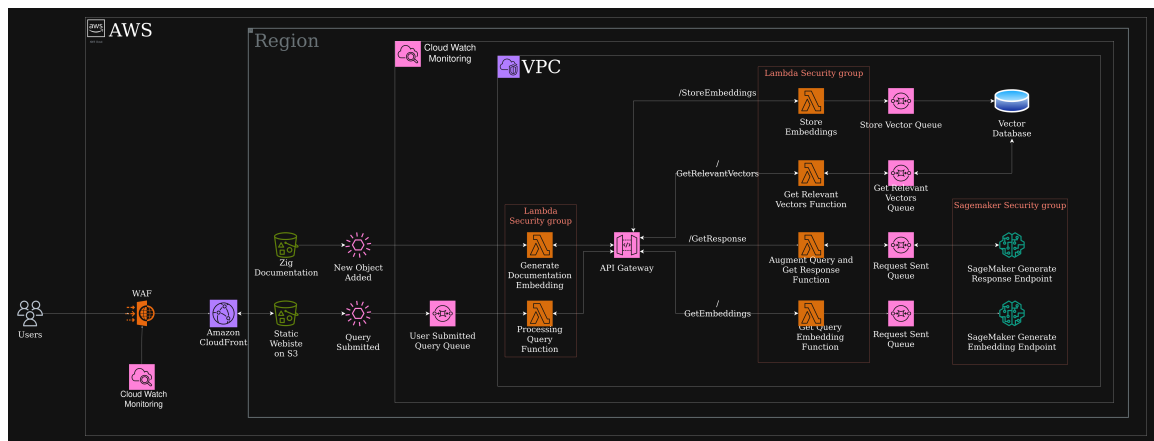 aws
AWS
Region
Cloud Watch
Monitoring
VPC
Lambda Security group
/StoreEmbeddings
Store
Embeddings
Store Vector Queue
Vector
Database
/
GetRelevantVectors
Get Relevant
Vectors Function
Get Relevant
Vectors
Queue
Lambda
Security group
Sagemaker Security group
Zig
Documentation
New Object
Added
Generate
Documentation
Embedding
API Gateway
/GetResponse
Augment Query and
Get Response
Function
Request Sent
Queue
SageMaker Generate
Response Endpoint
WAF
Users
Amazon
CloudFront
Static
Webiste
on S3
Query
Submitted
User Submitted
Query Queue
Processing
Query
Function
/
GetEmbeddings
Get Query
Embedding
Function
Request Sent
Queue
SageMaker Generate
Embedding Endpoint
Cloud Watch
Monitoring